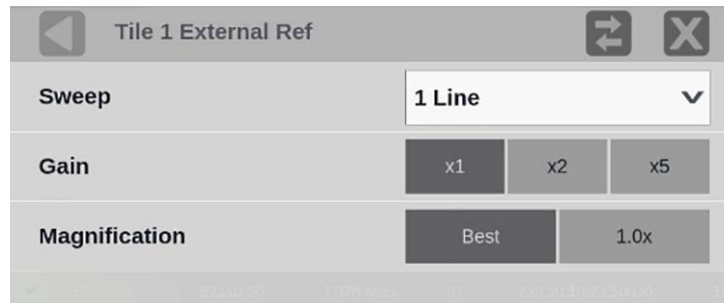 Tile 1 External Ref
Sweep 1 Line
Gain x1 x2 x5
Magnification Best 1.0x